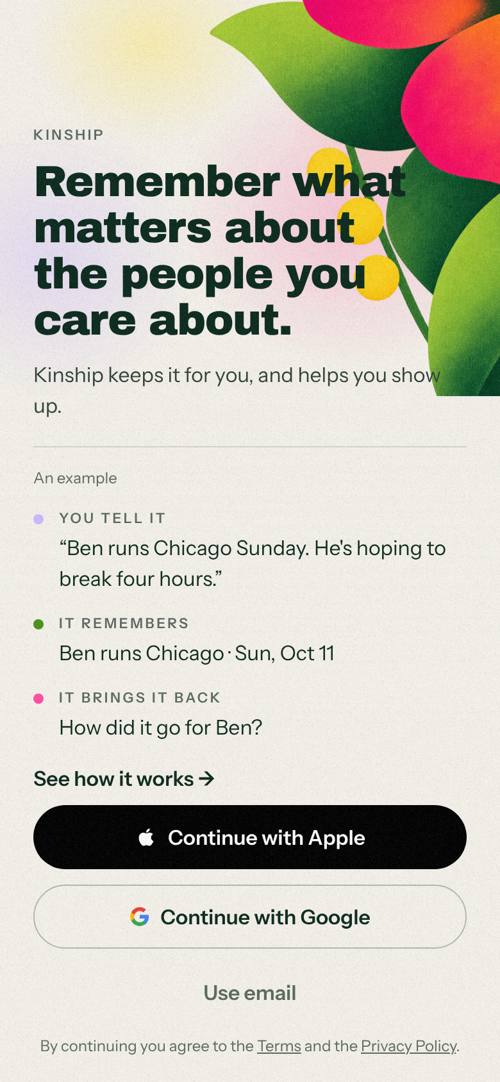 KINSHIP
Remember what
matters about
the people you
care about.
Kinship keeps it for you, and helps you show
up.
An example
YOU TELL IT
“Ben runs Chicago Sunday. He's hoping to
break four hours.”
IT REMEMBERS
Ben runs Chicago · Sun, Oct 11
IT BRINGS IT BACK
How did it go for Ben?
See how it works →
Continue with Apple
Continue with Google
Use email
By continuing you agree to the Terms and the Privacy Policy.